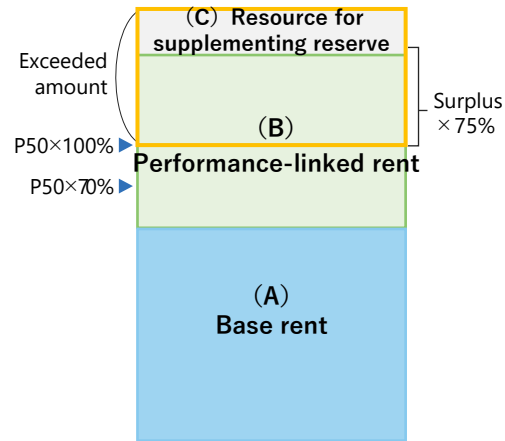 （C）Resource for
supplementing reserve
Exceeded
amount
Surplus
×75%
（B）
P50×100%
Performance-linked rent
P50×70%
（A）
Base rent